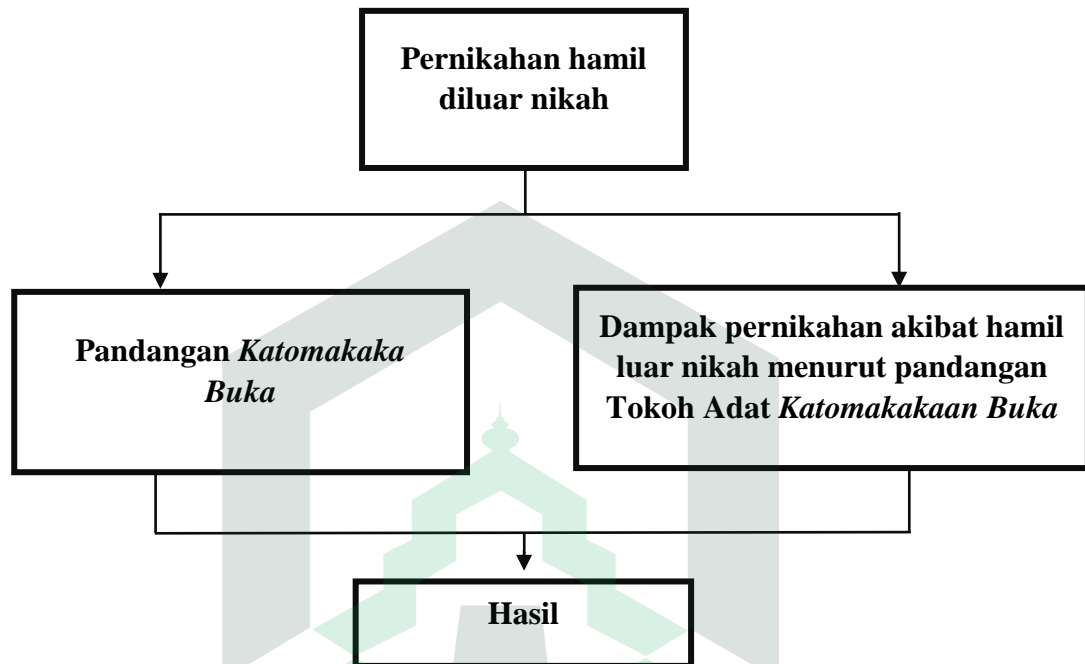 Pernikahan hamil
diluar nikah
Pandangan Katomakaka
Buka
Dampak pernikahan akibat hamil
luar nikah menurut pandangan
Tokoh Adat Katomakakaan Buka
Hasil